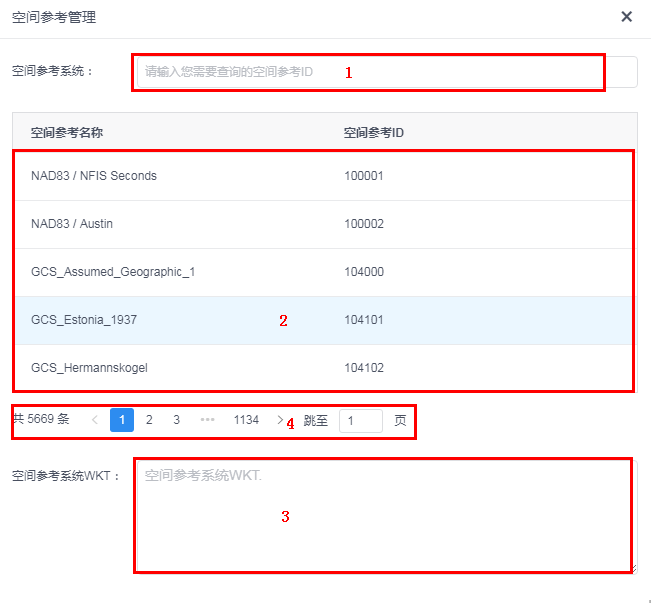 空间参考管理 ×
空间参考系统： 请输入您需要查询的空间参考ID 1
空间参考名称 空间参考ID
NAD83 / NFIS Seconds 100001
NAD83 / Austin 100002
GCS_Assumed_Geographic_1 104000
GCS_Estonia_1937 2 104101
GCS_Hermannskogel 104102
共 5669 条 < 1 2 3 ••• 1134 > 4 跳至 1 页
空间参考系统WKT： 空间参考系统WKT.
3